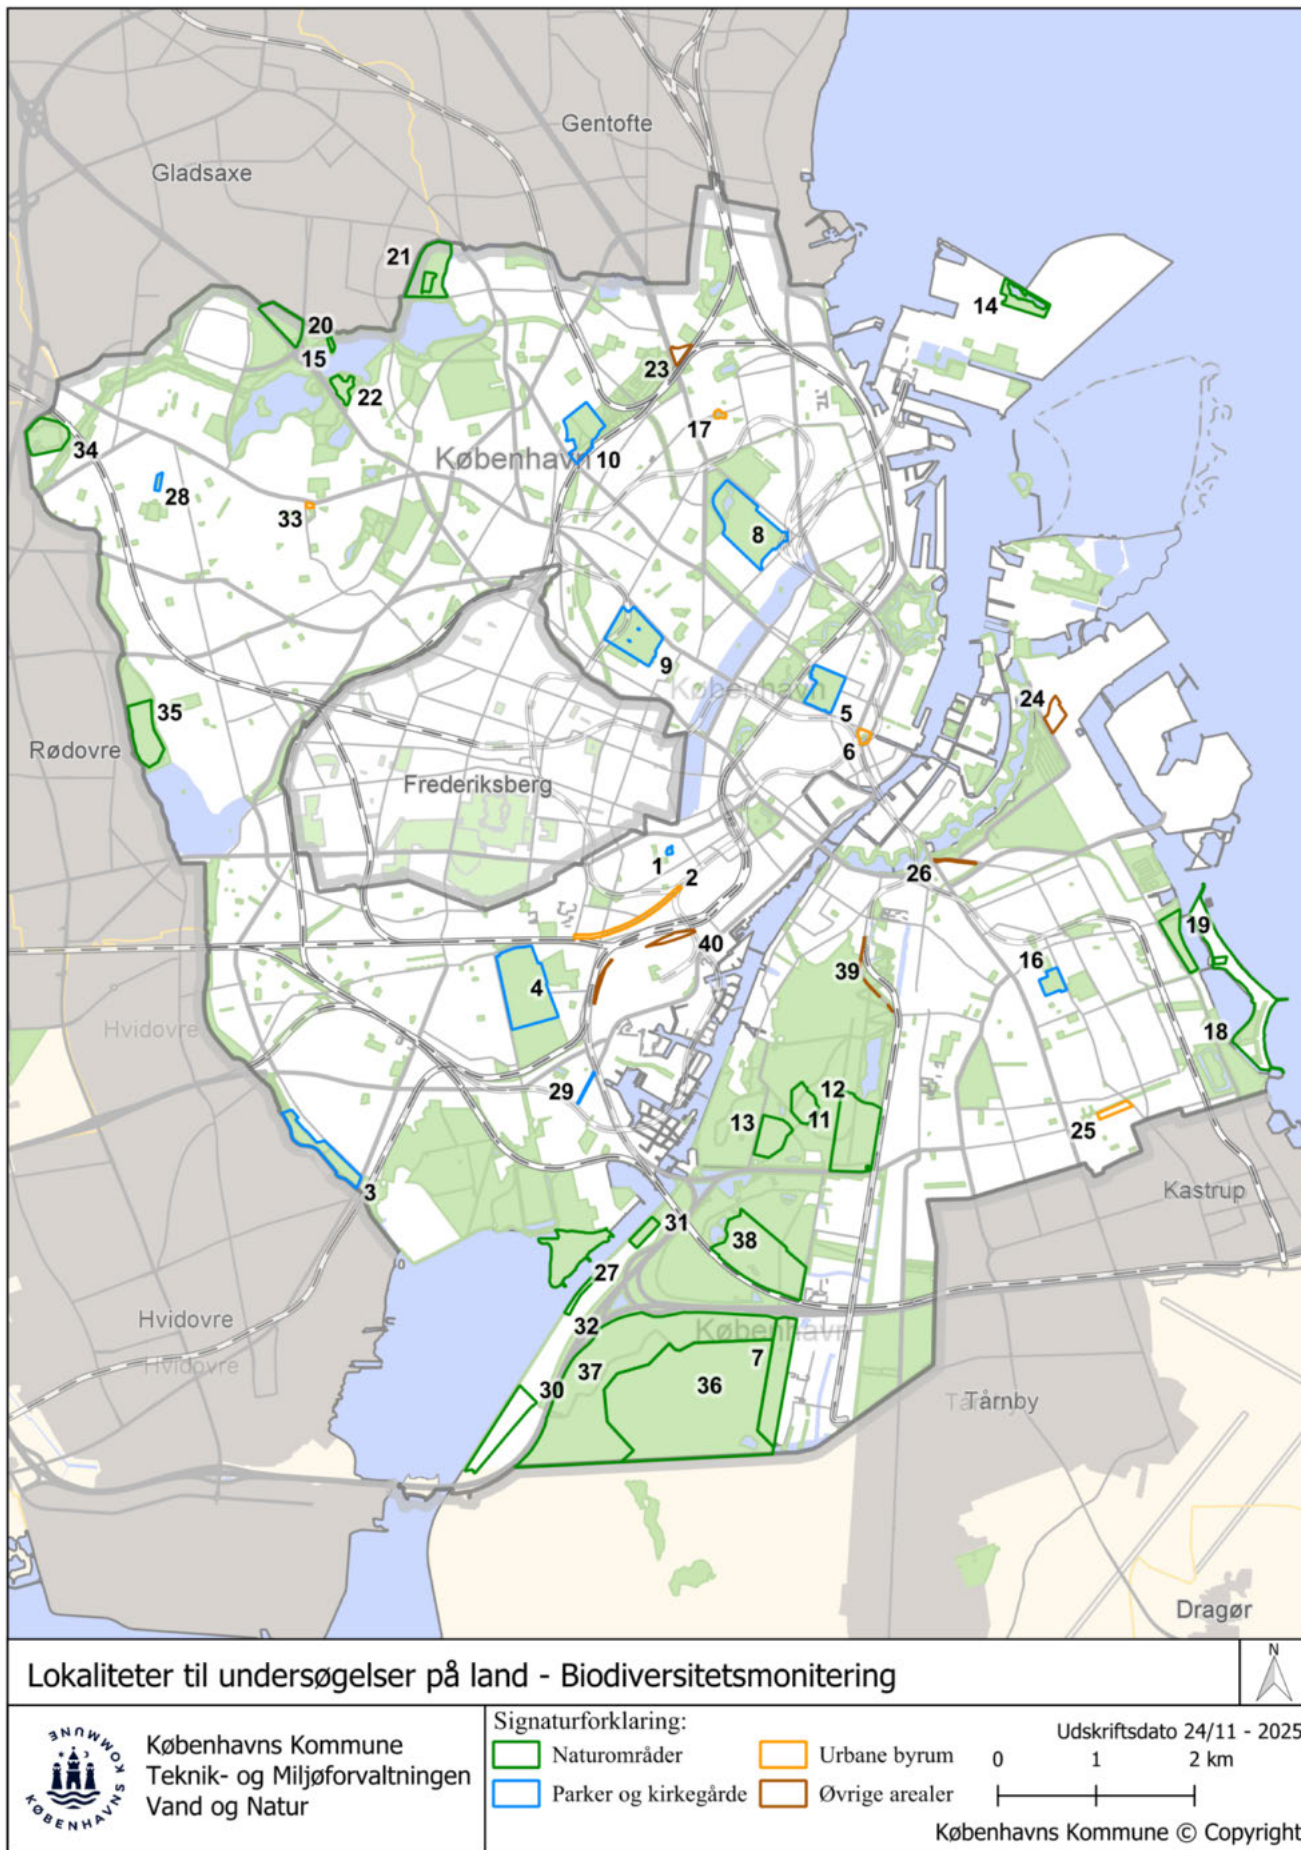 Gentofte
Gladsaxe
21
14
20
15
23
22
17
34
København
10
28
33
8
9
København
5
24
35
6
Rødovre
Frederiksberg
1
2
26
19
40
16
39
4
Hvidovre
18
29
12
13
11
25
3
Kastrup
31
38
27
Hvidovre
32
København
Hvidovre
7
37
36
30
Tårnby
Tårnby
Dragør
Lokaliteter til undersøgelser på land - Biodiversitetsmonitering
N
KØBENHAVNS KOMMUNE
Københavns Kommune
Teknik- og Miljøforvaltningen
Vand og Natur
Signaturforklaring:
Naturområder
Urbane byrum
Parker og kirkegårde
Øvrige arealer
Udskriftsdato 24/11 - 2025
0 1 2 km
Københavns Kommune © Copyright